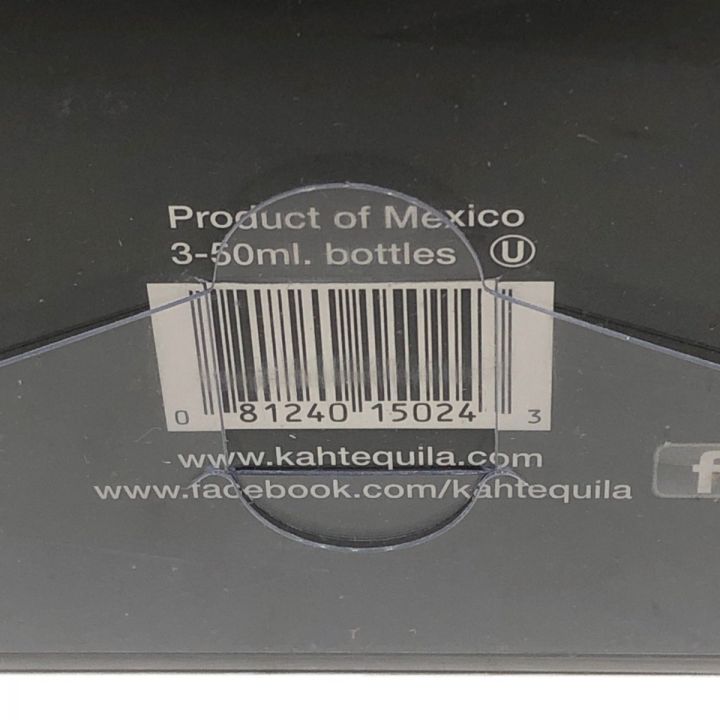 Product of Mexico
3-50ml. bottles Ⓤ
0 81240 15024 3
www.kahtequila.com
www.facebook.com/kahtequila f